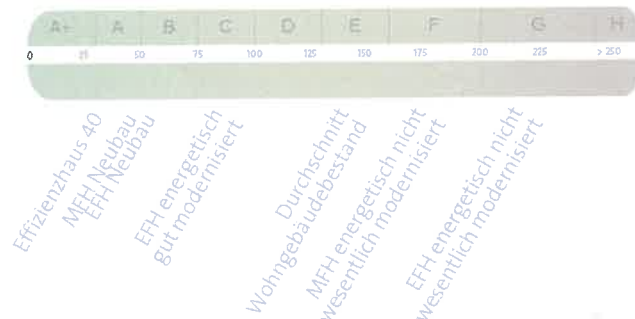 A+ A B C D E F G H
0 25 50 75 100 125 150 175 200 225 > 250
Effizienzhaus 40
MFH Neubau
EFH Neubau
EFH energetisch
gut modernisiert
Durchschnitt
Wohngebäudebestand
MFH energetisch nicht
wesentlich modernisiert
EFH energetisch nicht
wesentlich modernisiert